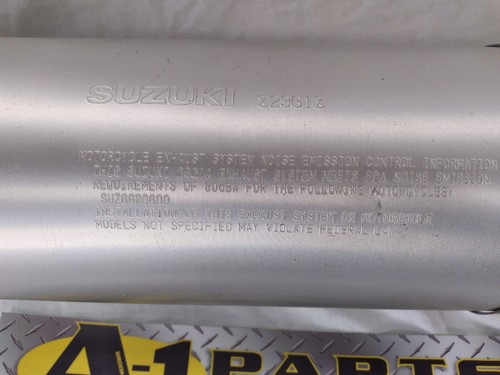 SUZUKI ※23G1※
MOTORCYCLE EXHAUST SYSTEM NOISE EMISSION CONTROL INFORMATION
THIS SUZUKI EXHAUST SYSTEM MEETS EPA NOISE EMISSION
REQUIREMENTS OF 80dBA FOR THE FOLLOWING MOTORCYCLES:
INSTALLATION OF THIS EXHAUST SYSTEM ON MOTORCYCLE
MODELS NOT SPECIFIED MAY VIOLATE FEDERAL LAW.
A-1 PARTS